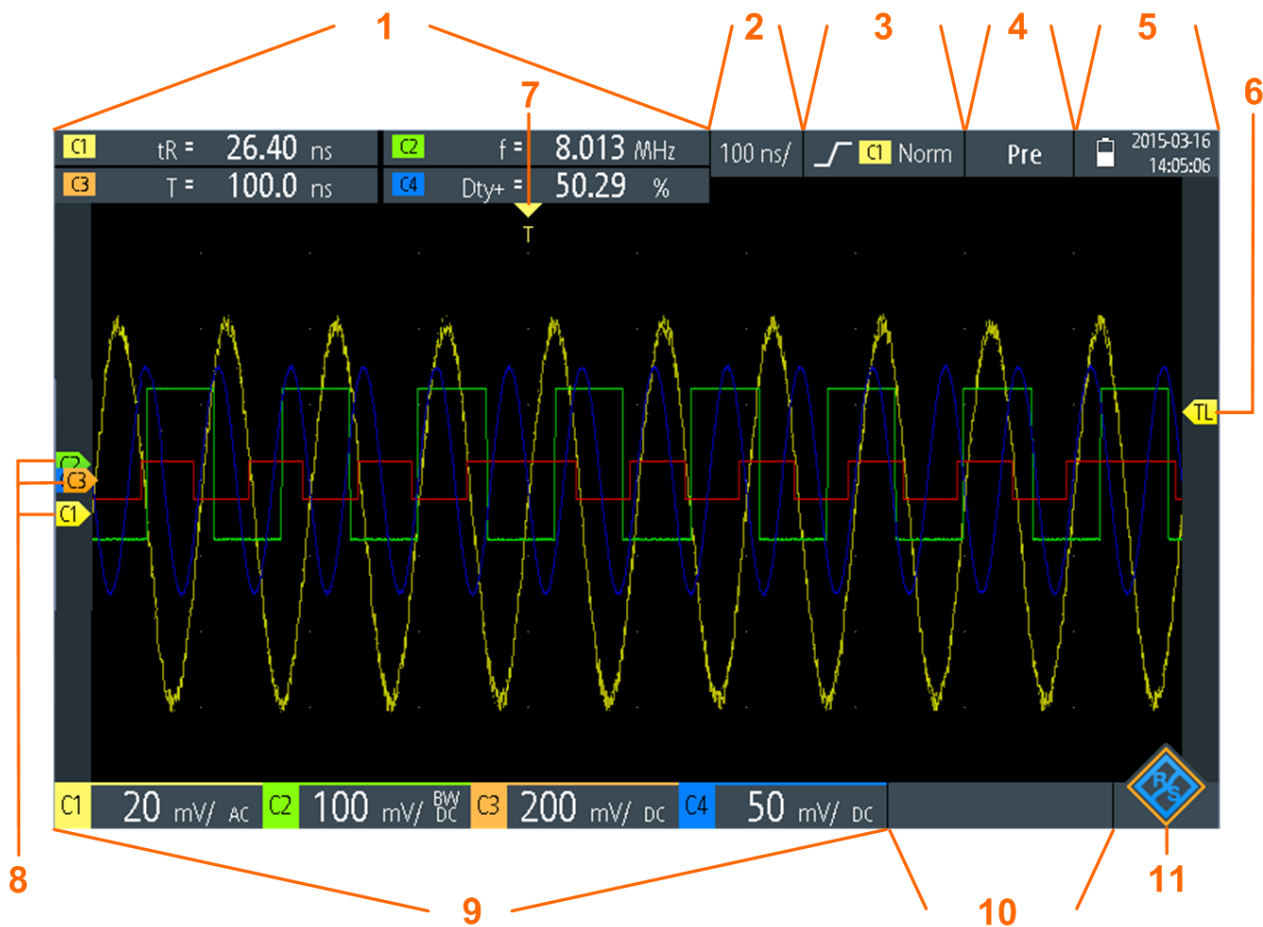 1
2
3
4
5
6
7
C1 tR = 26.40 ns
C2 f = 8.013 MHz
100 ns/
C1 Norm
Pre
2015-03-16
14:05:06
C3 T = 100.0 ns
C4 Dty+ = 50.29 %
T
TL
C2
C3
C1
C1 20 mV/ AC
C2 100 mV/ BW DC
C3 200 mV/ DC
C4 50 mV/ DC
R S
8
9
10
11